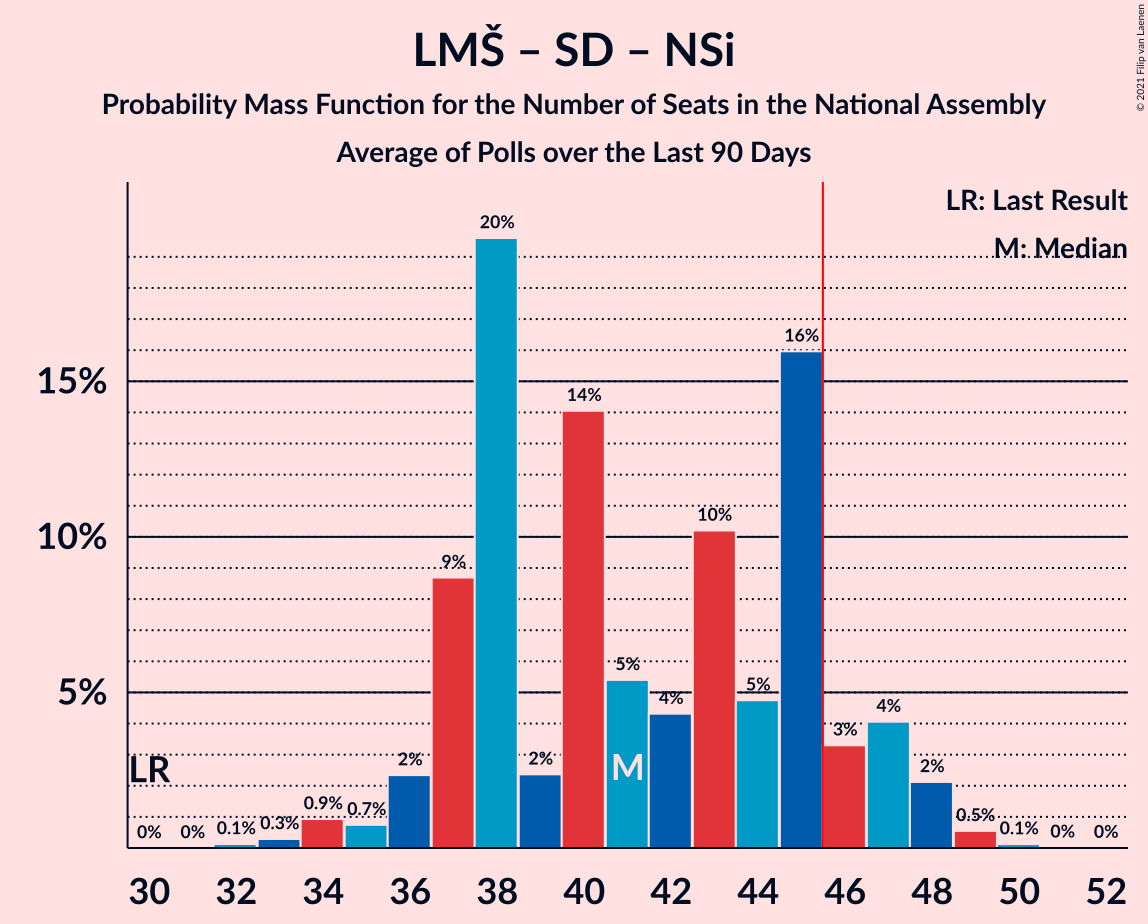 LMŠ – SD – NSi
Probability Mass Function for the Number of Seats in the National Assembly
Average of Polls over the Last 90 Days
© 2021 Filip van Laenen
LR: Last Result
M: Median
15%
10%
5%
LR
M
0%
0%
0.1%
0.3%
0.9%
0.7%
2%
9%
20%
2%
14%
5%
4%
10%
5%
16%
3%
4%
2%
0.5%
0.1%
0%
0%
30 32 34 36 38 40 42 44 46 48 50 52